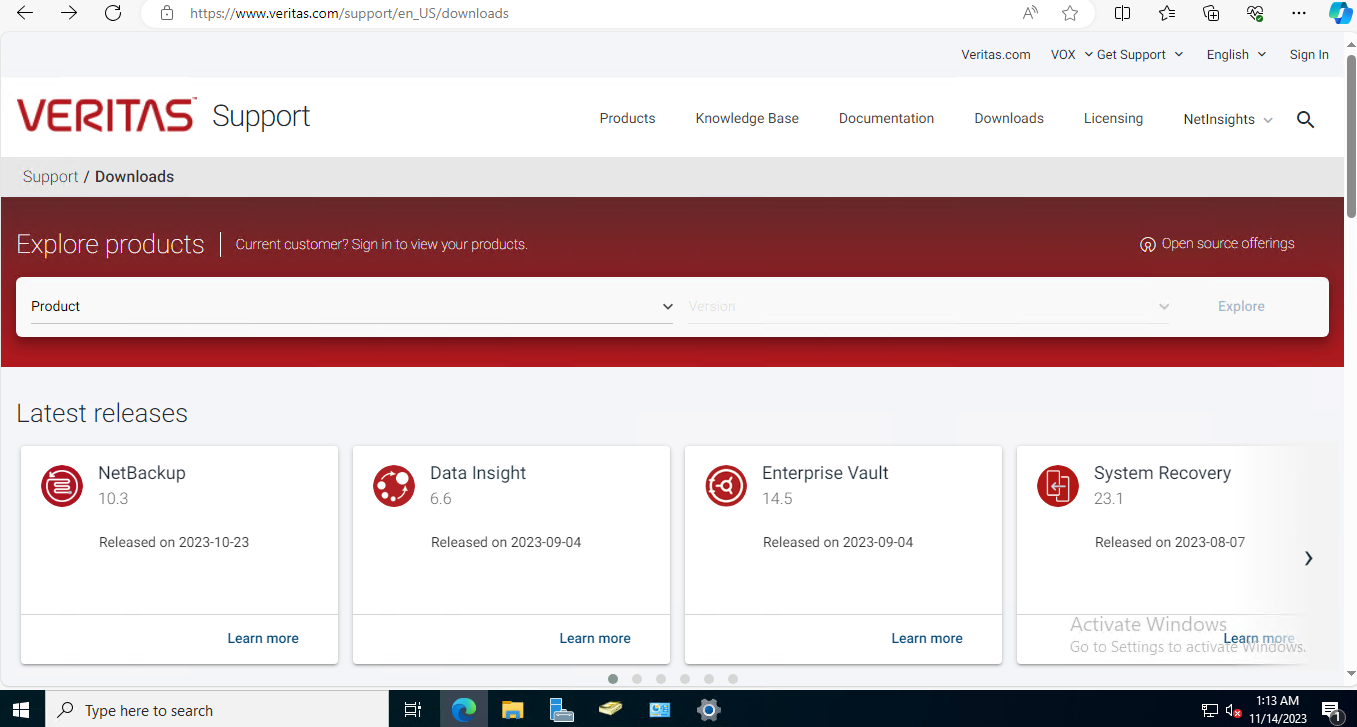 https://www.veritas.com/support/en_US/downloads
Veritas.com VOX Get Support English Sign In
VERITAS™ Support Products Knowledge Base Documentation Downloads Licensing NetInsights
Support / Downloads
Explore products Current customer? Sign in to view your products. Open source offerings
Product Version Explore
Latest releases
NetBackup Data Insight Enterprise Vault System Recovery
10.3 6.6 14.5 23.1
Released on 2023-10-23 Released on 2023-09-04 Released on 2023-09-04 Released on 2023-08-07
Activate Windows
Learn more Learn more Learn more Learn more
Go to Settings to activate Windows.
Type here to search
1:13 AM
11/14/2023
1